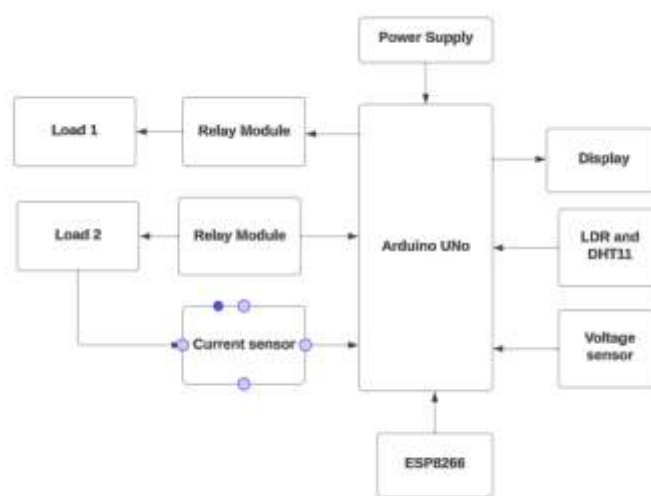 Power Supply
Load 1
Relay Module
Display
Load 2
Relay Module
Arduino UNo
LDR and
DHT11
Current sensor
Voltage
sensor
ESP8266